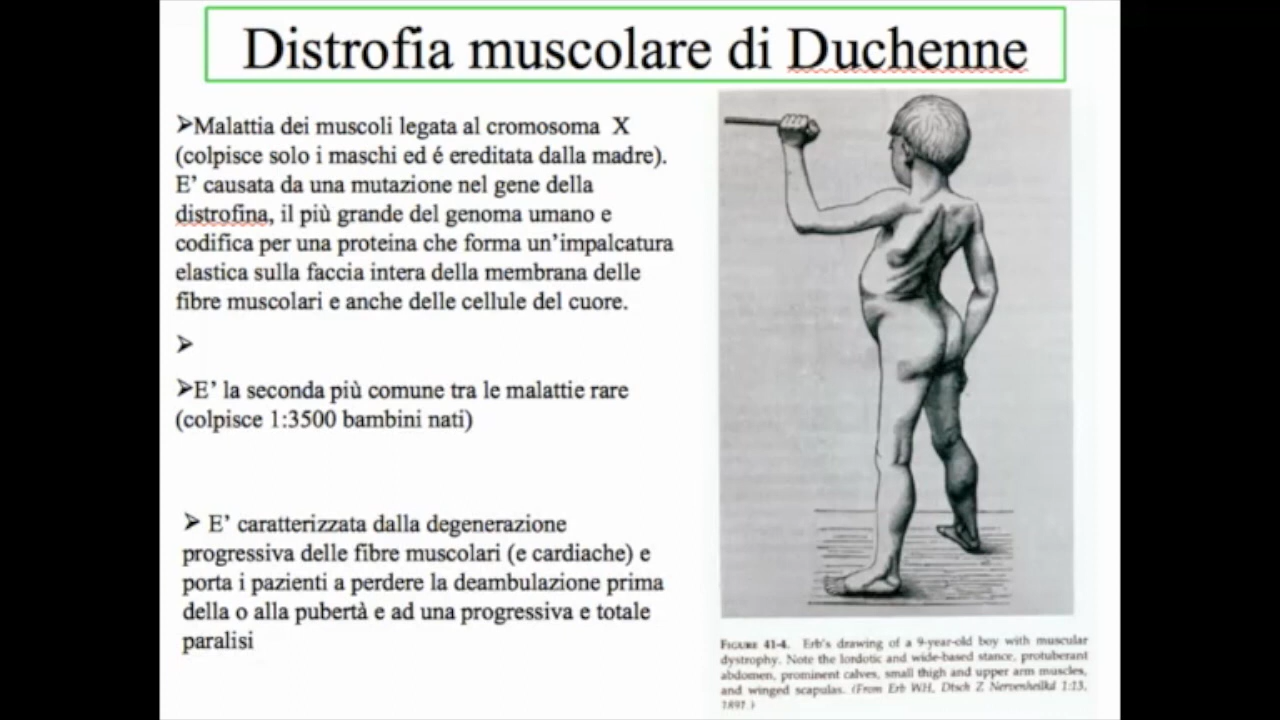 Distrofia muscolare di Duchenne
➢Malattia dei muscoli legata al cromosoma X
(colpisce solo i maschi ed é ereditata dalla madre).
E’ causata da una mutazione nel gene della
distrofina, il più grande del genoma umano e
codifica per una proteina che forma un’impalcatura
elastica sulla faccia intera della membrana delle
fibre muscolari e anche delle cellule del cuore.
➢
➢E’ la seconda più comune tra le malattie rare
(colpisce 1:3500 bambini nati)
➢ E’ caratterizzata dalla degenerazione
progressiva delle fibre muscolari (e cardiache) e
porta i pazienti a perdere la deambulazione prima
della o alla pubertà e ad una progressiva e totale
paralisi
FIGURE 41-4. Erb's drawing of a 9-year-old boy with muscular
dystrophy. Note the lordotic and wide-based stance, protuberant
abdomen, prominent calves, small thigh and upper arm muscles,
and winged scapulas. (From Erb WH, Dtsch Z Nervenheilkd 1:13,
1891.)